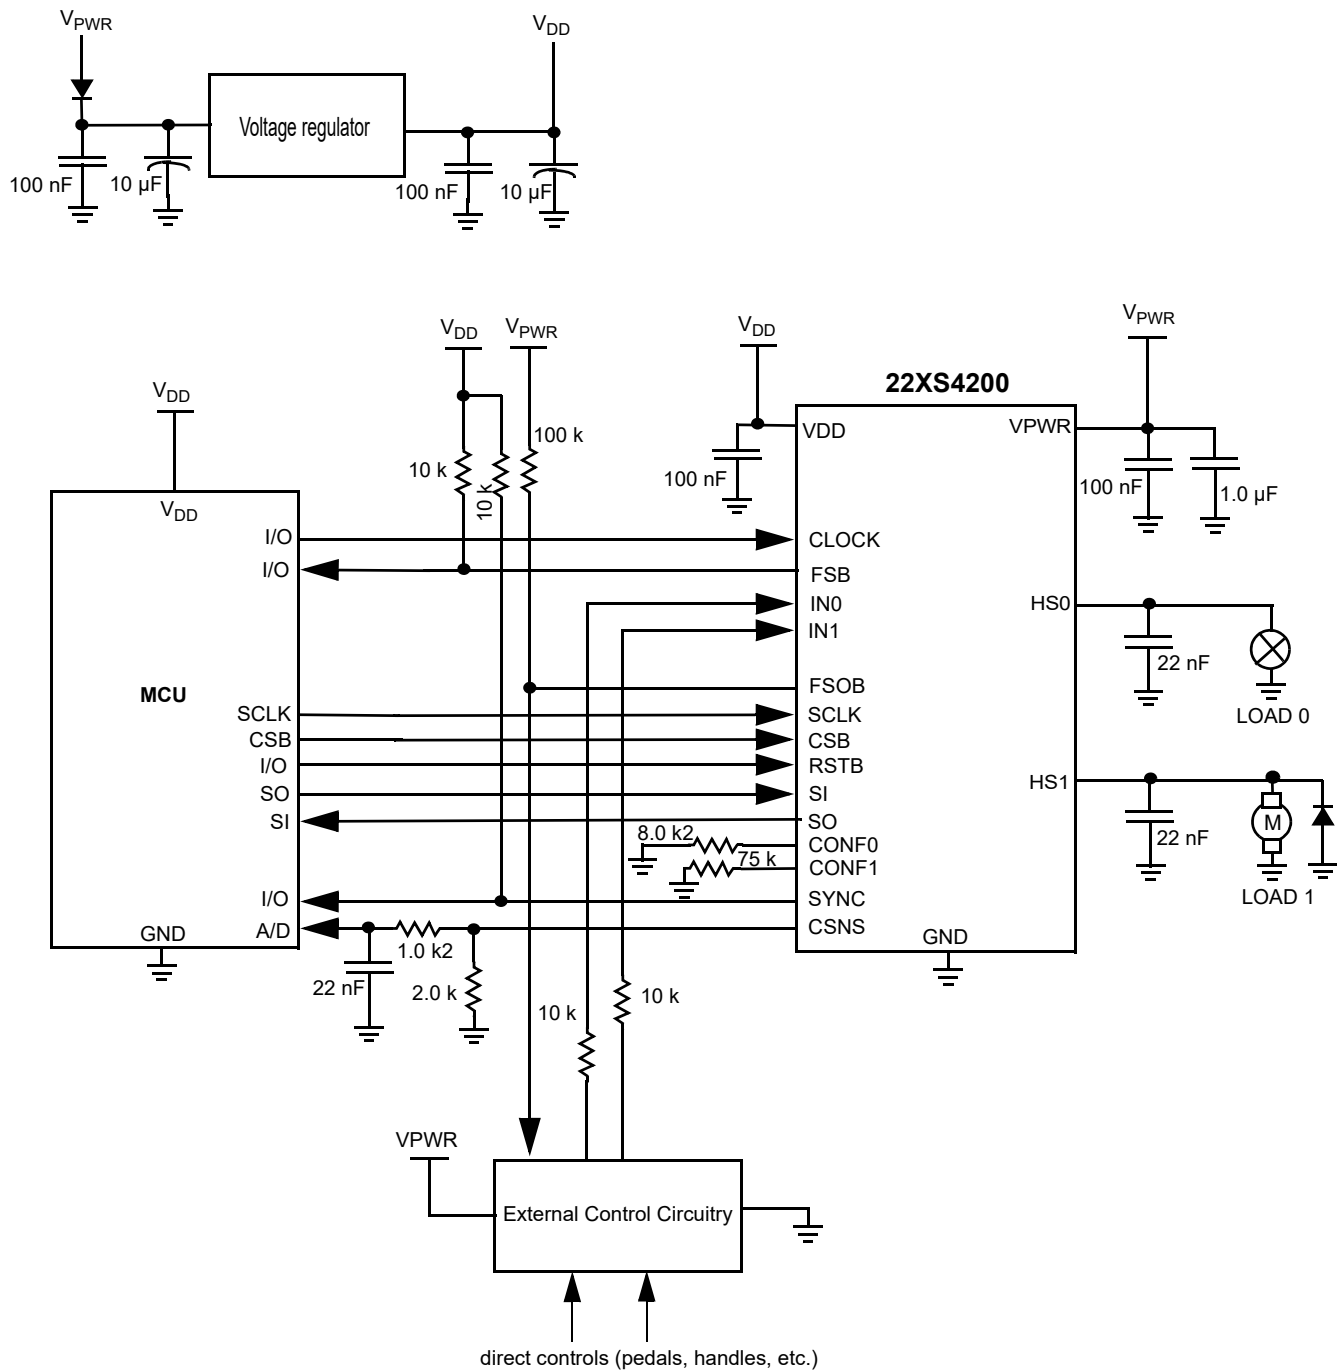 VPWR
VDD
Voltage regulator
100 nF
10 µF
100 nF
10 µF
VDD
VPWR
VDD
VPWR
22XS4200
VDD
100 k
VDD
VPWR
10 k
10 k
100 nF
100 nF
1.0 µF
VDD
I/O
CLOCK
I/O
FSB
IN0
HS0
IN1
22 nF
MCU
FSOB
SCLK
SCLK
LOAD 0
CSB
CSB
I/O
RSTB
HS1
SO
SI
SI
SO
8.0 k2
CONF0
22 nF
M
75 k
CONF1
I/O
SYNC
LOAD 1
A/D
CSNS
GND
GND
1.0 k2
22 nF
2.0 k
10 k
10 k
VPWR
External Control Circuitry
direct controls (pedals, handles, etc.)